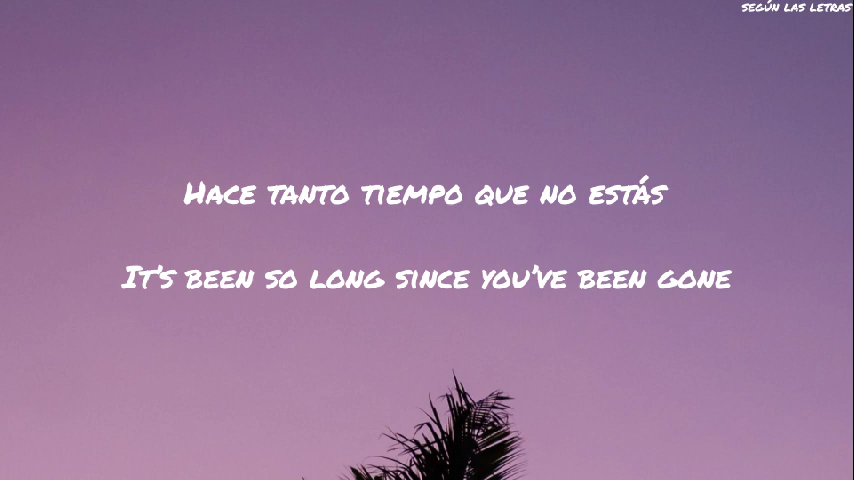 SEGÚN LAS LETRAS
HACE TANTO TIEMPO QUE NO ESTÁS
IT'S BEEN SO LONG SINCE YOU'VE BEEN GONE